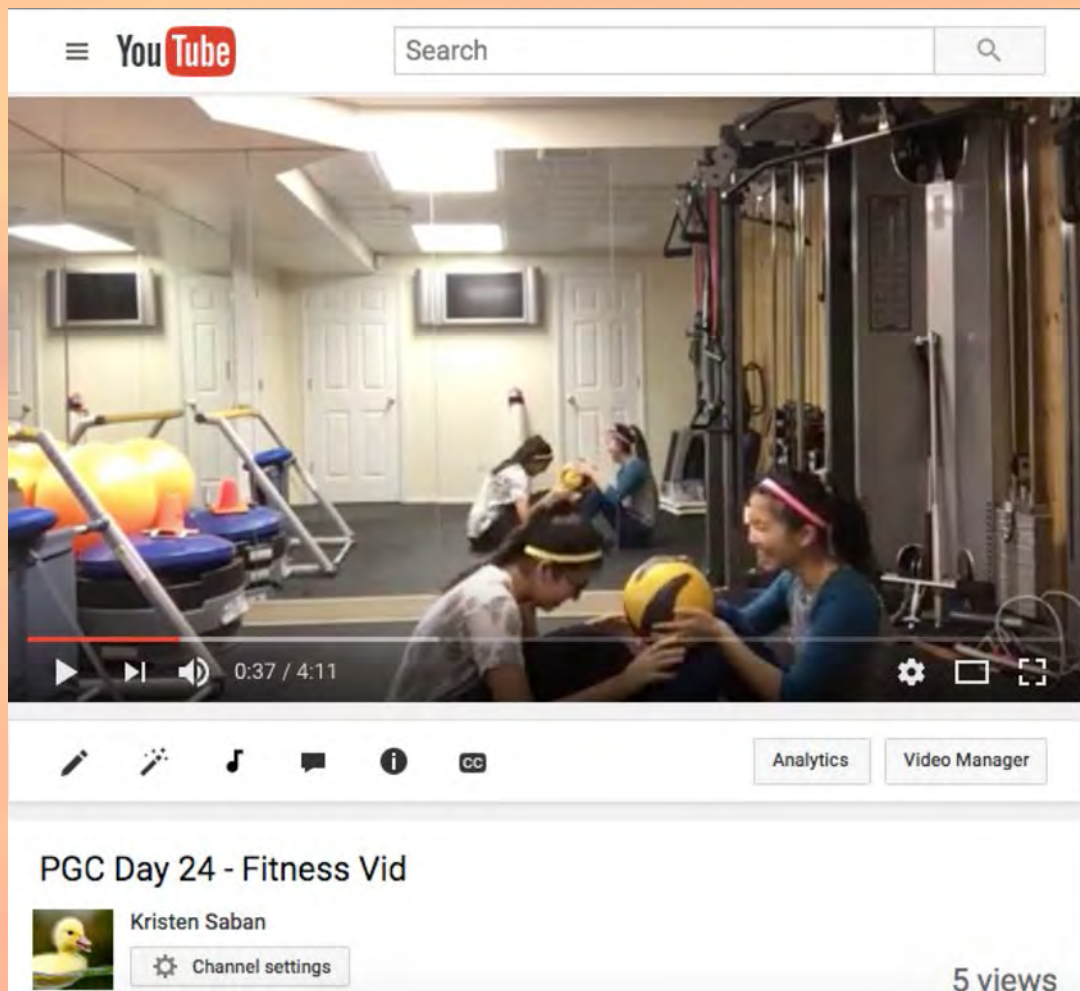 YouTube
Search
0:37 / 4:11
CC
Analytics
Video Manager
PGC Day 24 - Fitness Vid
Kristen Saban
Channel settings
5 views